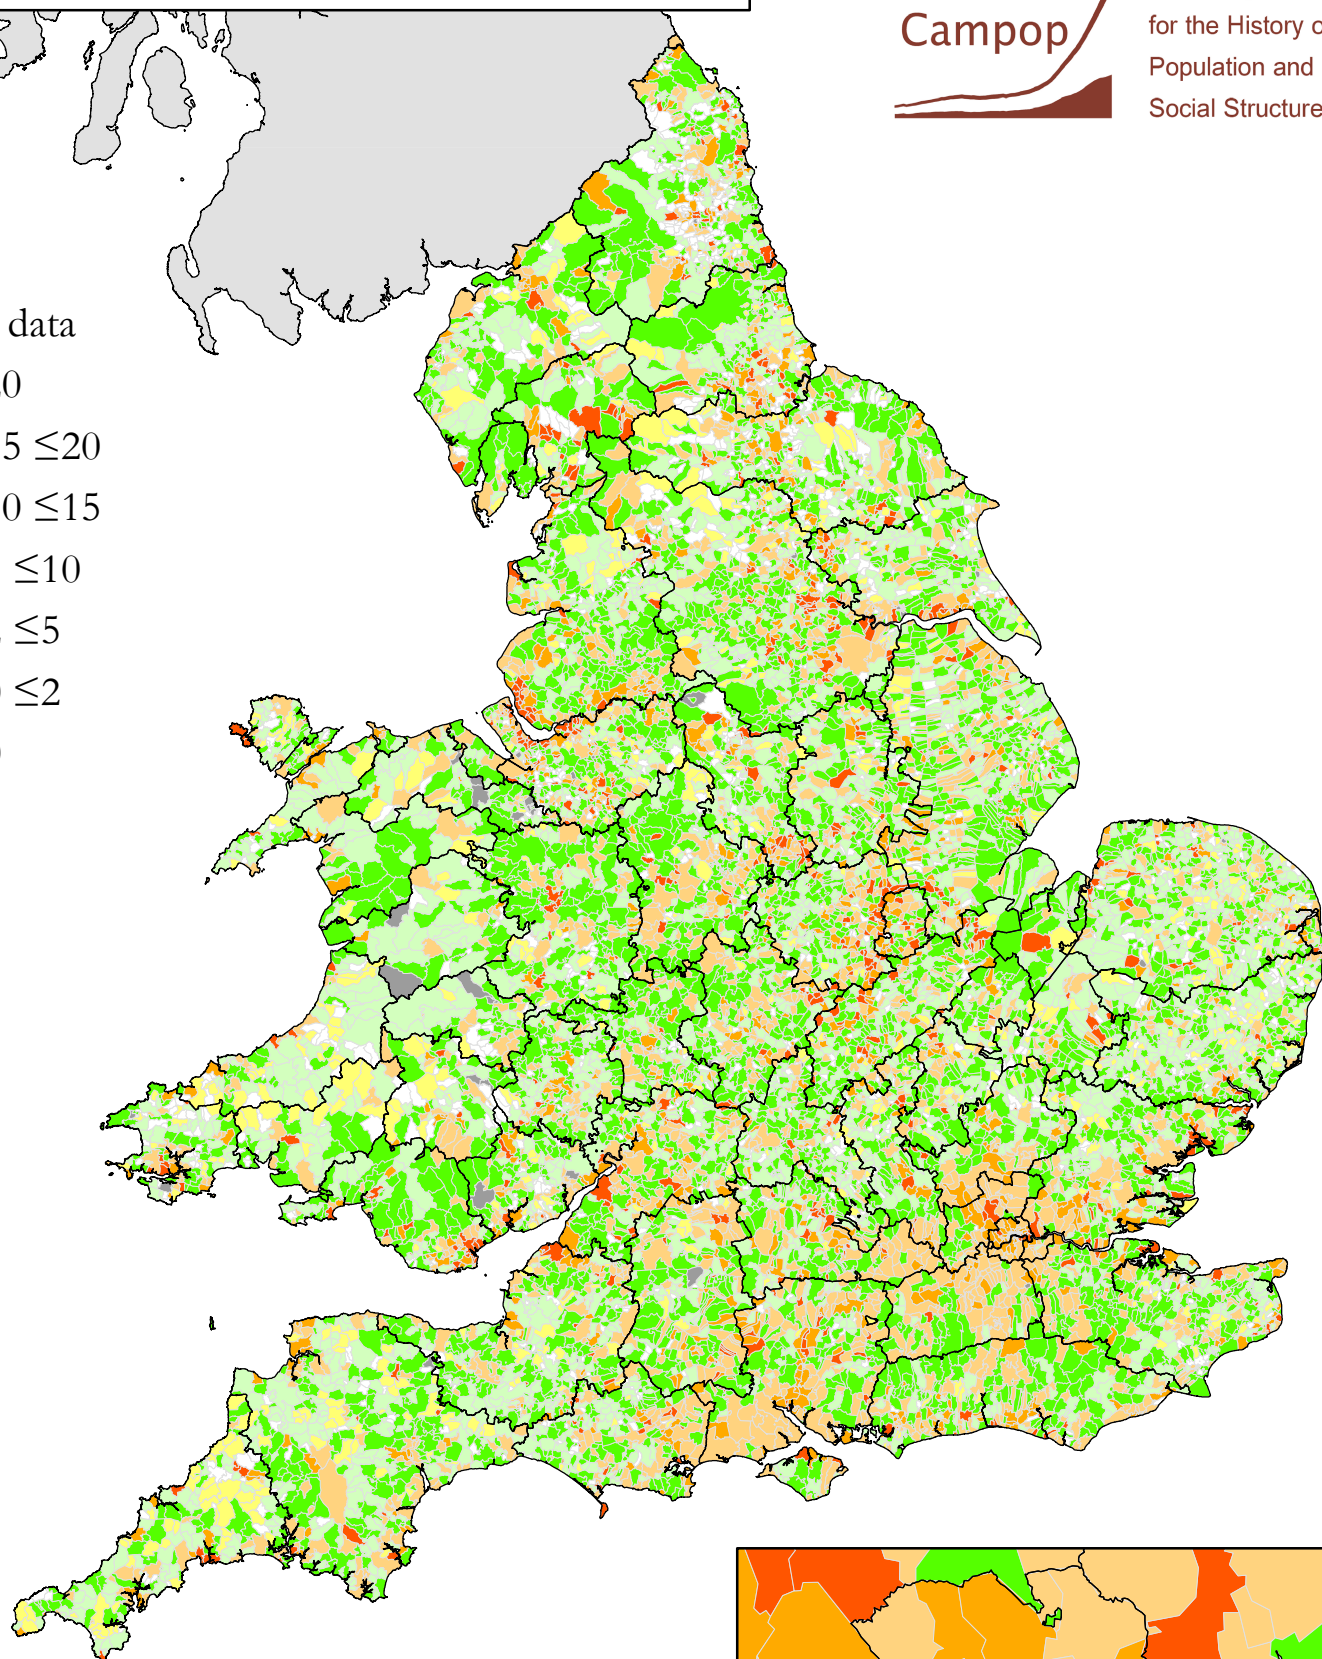 Campop
for the History o
Population and
Social Structure
data
0
5 ≤20
0 ≤15
≤10
≤5
≤2